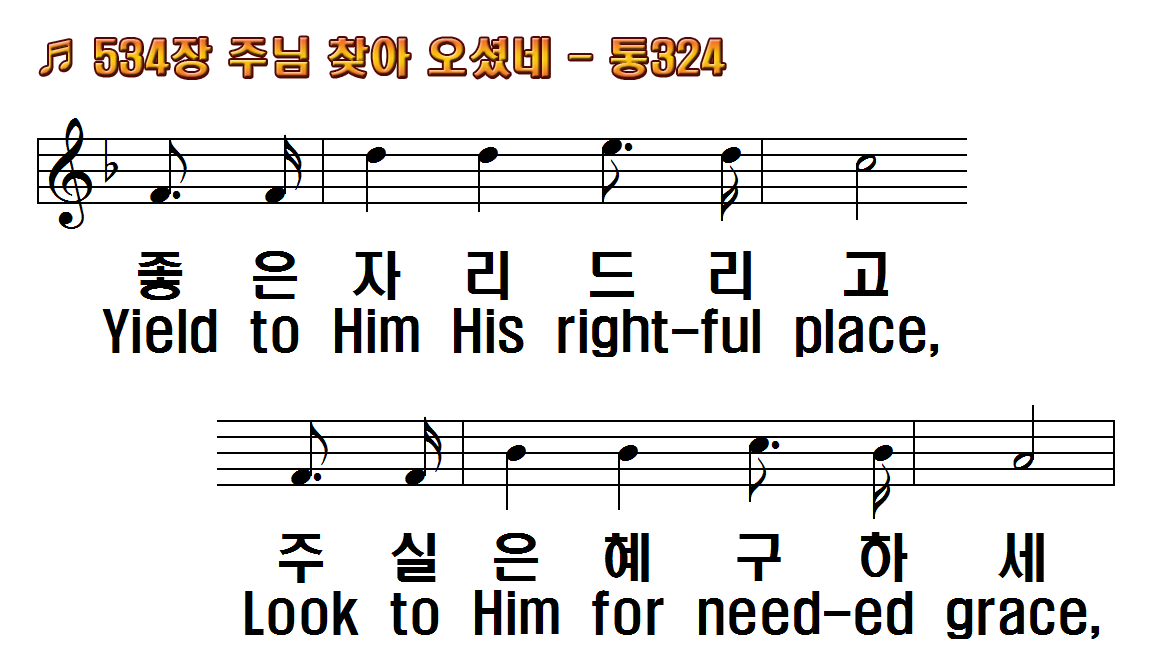 ♬ 534장 주님 찾아 오셨네 - 통324
좋 은 자 리 드 리 고
Yield to Him His right-ful place,
주 실 은 혜 구 하 세
Look to Him for need-ed grace,